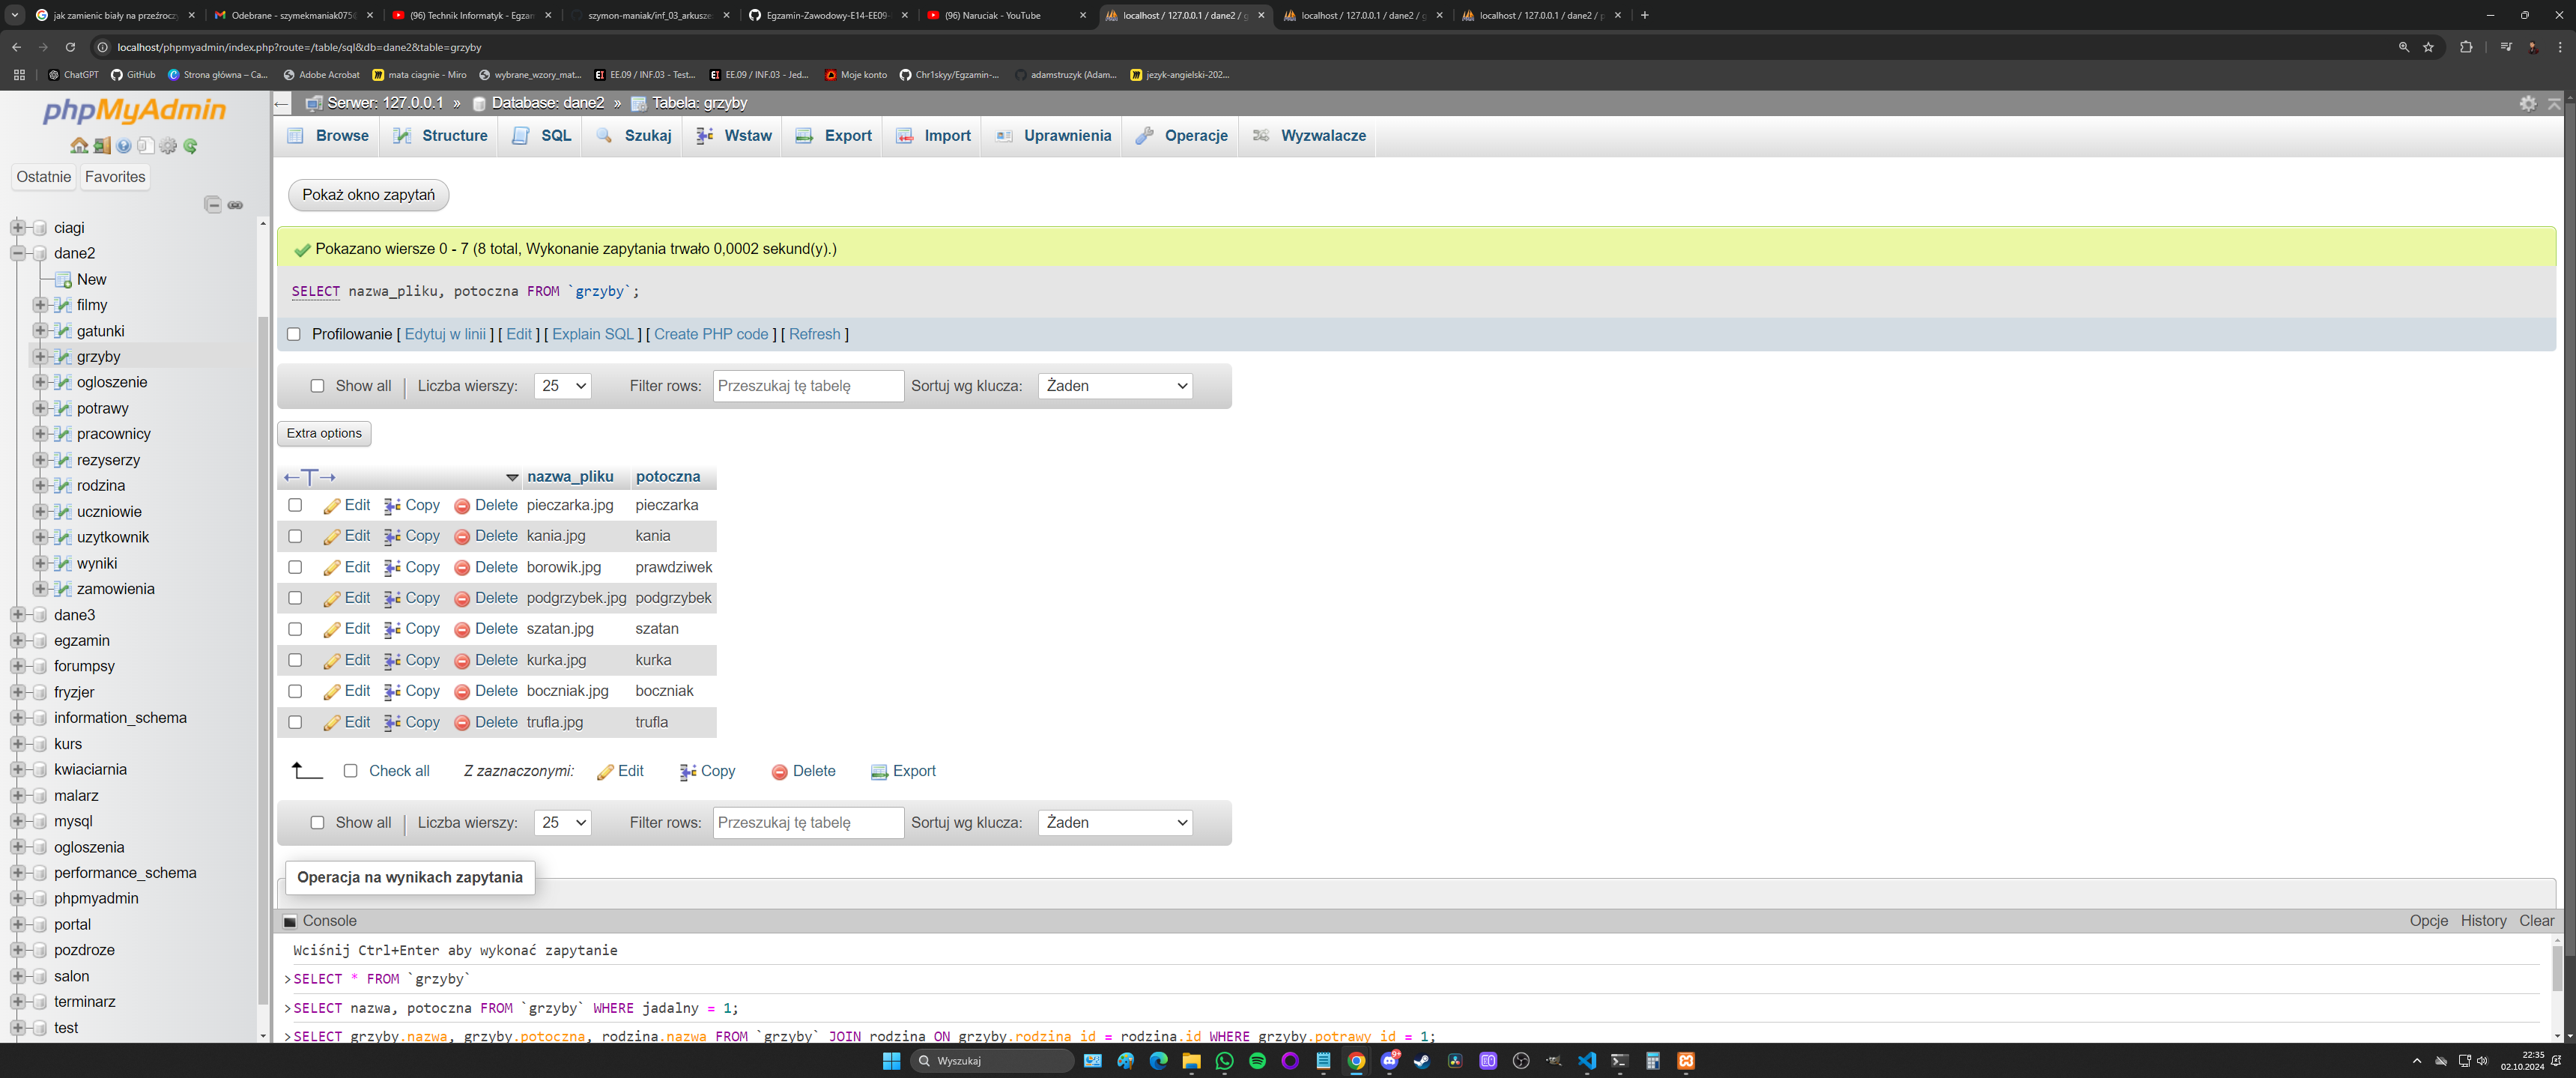 jak zamienic biały na przeźroczy
Odebrane - szymekmaniak075@
(96) Technik Informatyk - Egzan
szymon-maniak/inf_03_arkusze:
Egzamin-Zawodowy-E14-EE09-
(96) Naruciak - YouTube
localhost / 127.0.0.1 / dane2 / g
localhost / 127.0.0.1 / dane2 / g
localhost / 127.0.0.1 / dane2 / p
localhost/phpmyadmin/index.php?route=/table/sql&db=dane2&table=grzyby
ChatGPT
GitHub
Strona główna – Ca...
Adobe Acrobat
mata ciagnie - Miro
wybrane_wzory_mat...
EE.09 / INF.03 - Test...
EE.09 / INF.03 - Jed...
Moje konto
Chr1skyy/Egzamin-...
adamstruzyk (Adam...
jezyk-angielski-202...
phpMyAdmin
Ostatnie Favorites
ciagi
dane2
New
filmy
gatunki
grzyby
ogloszenie
potrawy
pracownicy
rezyserzy
rodzina
uczniowie
uzytkownik
wyniki
zamowienia
dane3
egzamin
forumpsy
fryzjer
information_schema
kurs
kwiaciarnia
malarz
mysql
ogloszenia
performance_schema
phpmyadmin
portal
pozdroze
salon
terminarz
test
Serwer: 127.0.0.1 » Database: dane2 » Tabela: grzyby
Browse Structure SQL Szukaj Wstaw Export Import Uprawnienia Operacje Wyzwalacze
Pokaż okno zapytań
Pokazano wiersze 0 - 7 (8 total, Wykonanie zapytania trwało 0,0002 sekund(y).)
SELECT nazwa_pliku, potoczna FROM `grzyby`;
Profilowanie [ Edytuj w linii ] [ Edit ] [ Explain SQL ] [ Create PHP code ] [ Refresh ]
Show all | Liczba wierszy: 25 Filter rows: Przeszukaj tę tabelę Sortuj wg klucza: Żaden
Extra options
nazwa_pliku potoczna
Edit Copy Delete pieczarka.jpg pieczarka
Edit Copy Delete kania.jpg kania
Edit Copy Delete borowik.jpg prawdziwek
Edit Copy Delete podgrzybek.jpg podgrzybek
Edit Copy Delete szatan.jpg szatan
Edit Copy Delete kurka.jpg kurka
Edit Copy Delete boczniak.jpg boczniak
Edit Copy Delete trufla.jpg trufla
Check all Z zaznaczonymi: Edit Copy Delete Export
Show all | Liczba wierszy: 25 Filter rows: Przeszukaj tę tabelę Sortuj wg klucza: Żaden
Operacja na wynikach zapytania
Console Opcje History Clear
Wciśnij Ctrl+Enter aby wykonać zapytanie
>SELECT * FROM `grzyby`
>SELECT nazwa, potoczna FROM `grzyby` WHERE jadalny = 1;
>SELECT grzyby.nazwa, grzyby.potoczna, rodzina.nazwa FROM `grzyby` JOIN rodzina ON grzyby.rodzina_id = rodzina.id WHERE grzyby.potrawy_id = 1;
Wyszukaj
22:35
02.10.2024